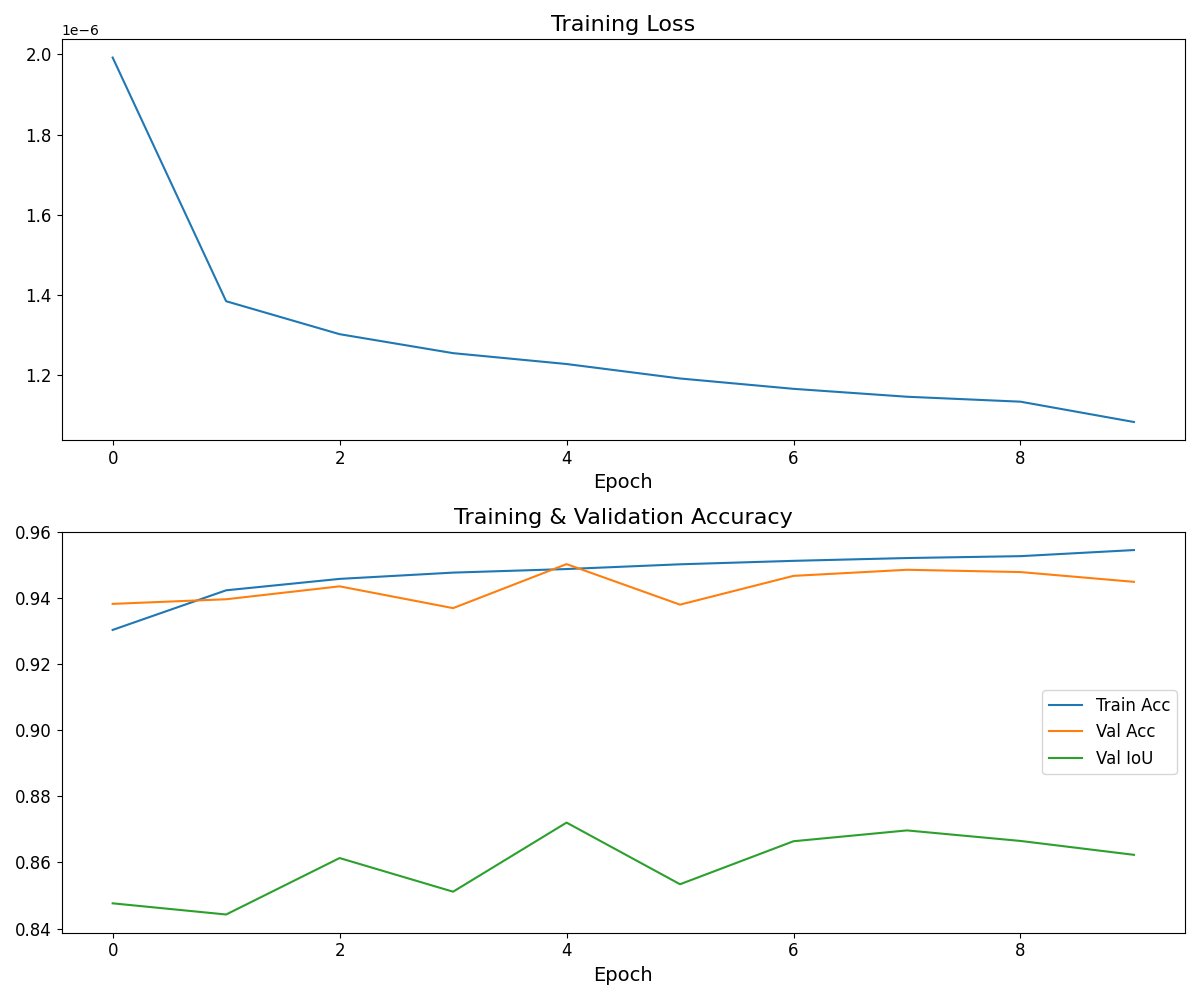 Training Loss
1e−6
2.0
1.8
1.6
1.4
1.2
0 2 4 6 8
Epoch
Training & Validation Accuracy
0.96
0.94
0.92
0.90
0.88
0.86
0.84
Train Acc
Val Acc
Val IoU
0 2 4 6 8
Epoch